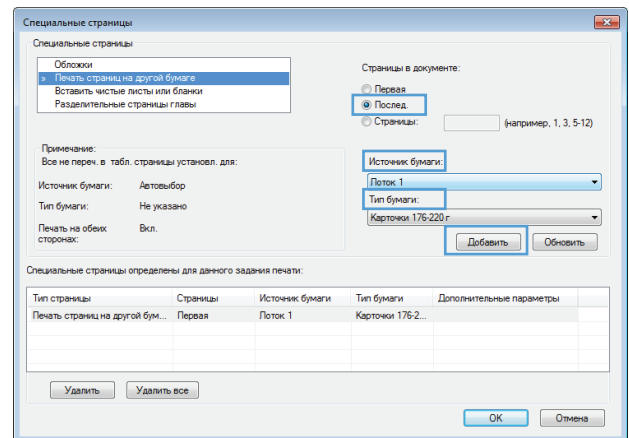 Специальные страницы
Специальные страницы
Обложки
» Печать страниц на другой бумаге
Вставить чистые листы или бланки
Разделительные страницы главы
Страницы в документе:
Первая
Послед.
Страницы:
(например, 1, 3, 5-12)
Примечание:
Все не переч. в табл. страницы установл. для:
Источник бумаги: Автовыбор
Тип бумаги: Не указано
Печать на обеих сторонах: Вкл.
Источник бумаги:
Лоток 1
Тип бумаги:
Карточки 176-220 г
Добавить Обновить
Специальные страницы определены для данного задания печати:
Тип страницы Страницы Источник бумаги Тип бумаги Дополнительные параметры
Печать страниц на другой бум... Первая Лоток 1 Карточки 176-2...
Удалить Удалить все
OK Отмена